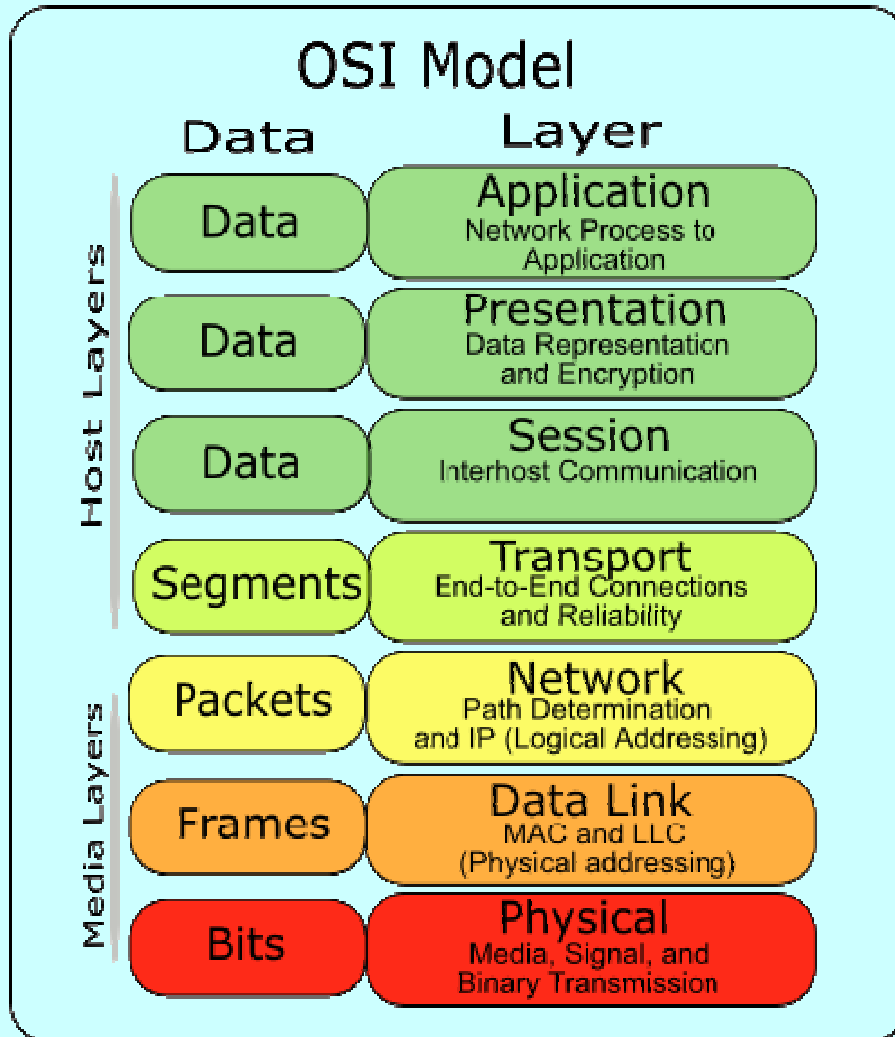 OSI Model
Data Layer
Host Layers
Data
Application
Network Process to
Application
Data
Presentation
Data Representation
and Encryption
Data
Session
Interhost Communication
Segments
Transport
End-to-End Connections
and Reliability
Media Layers
Packets
Network
Path Determination
and IP (Logical Addressing)
Frames
Data Link
MAC and LLC
(Physical addressing)
Bits
Physical
Media, Signal, and
Binary Transmission